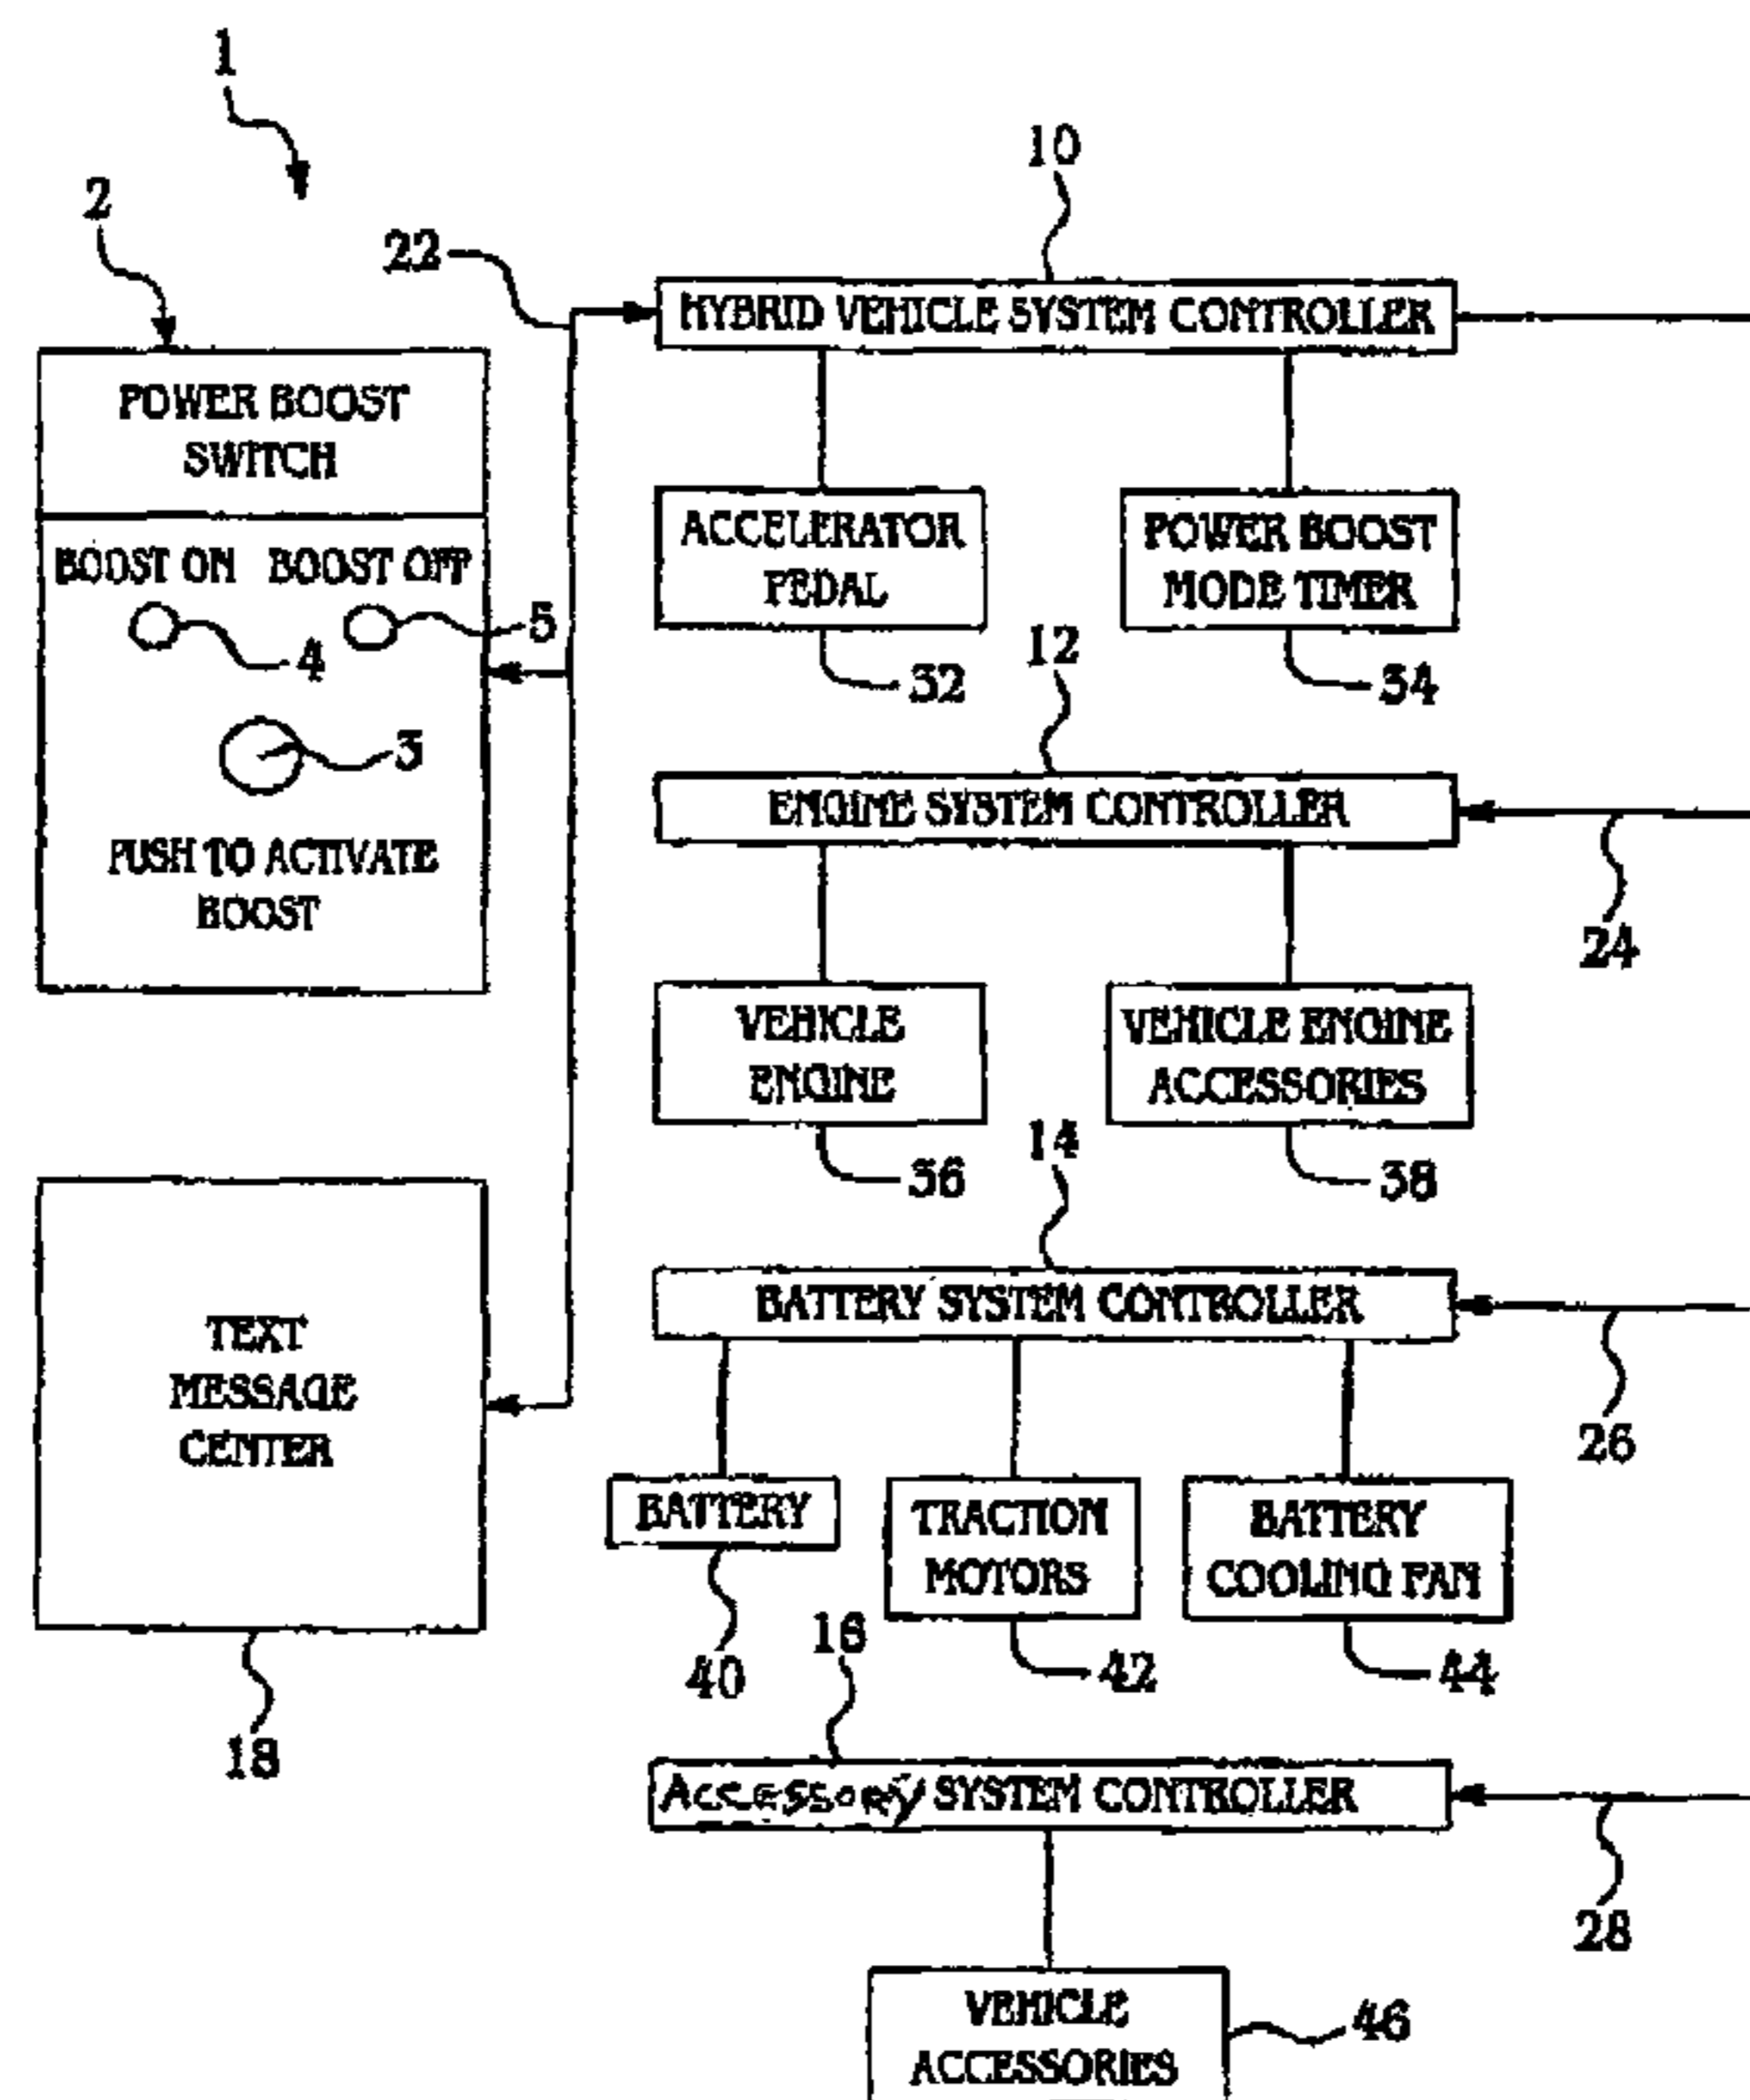 1
2
22
10
HYBRID VEHICLE SYSTEM CONTROLLER
POWER BOOST
SWITCH
BOOST ON BOOST OFF
4
5
3
PUSH TO ACTIVATE
BOOST
ACCELERATOR
PEDAL
32
POWER BOOST
MODE TIMER
34
12
ENGINE SYSTEM CONTROLLER
24
VEHICLE
ENGINE
36
VEHICLE ENGINE
ACCESSORIES
38
14
BATTERY SYSTEM CONTROLLER
26
TEXT
MESSAGE
CENTER
18
BATTERY
40
TRACTION
MOTORS
42
BATTERY
COOLING FAN
44
16
Accessory SYSTEM CONTROLLER
28
VEHICLE
ACCESSORIES
46